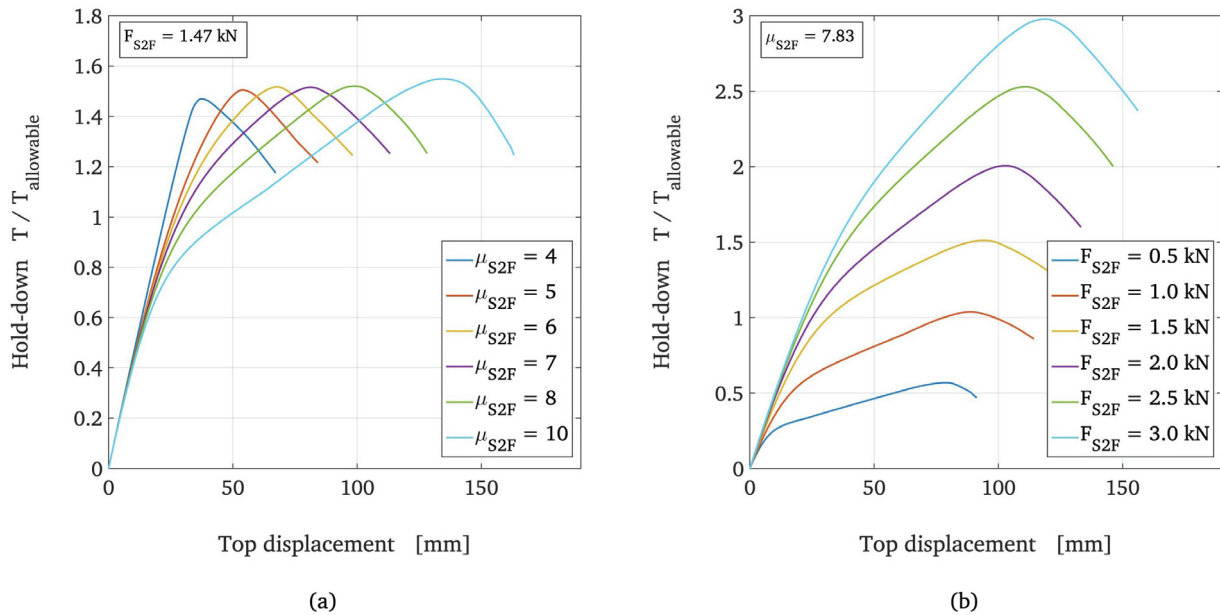 F_S2F = 1.47 kN
1.8
1.6
1.4
1.2
1
0.8
0.6
0.4
0.2
0
0 50 100 150
Hold-down T / T_allowable
Top displacement [mm]
μ_S2F = 4
μ_S2F = 5
μ_S2F = 6
μ_S2F = 7
μ_S2F = 8
μ_S2F = 10
(a)
μ_S2F = 7.83
3
2.5
2
1.5
1
0.5
0
0 50 100 150
Hold-down T / T_allowable
Top displacement [mm]
F_S2F = 0.5 kN
F_S2F = 1.0 kN
F_S2F = 1.5 kN
F_S2F = 2.0 kN
F_S2F = 2.5 kN
F_S2F = 3.0 kN
(b)